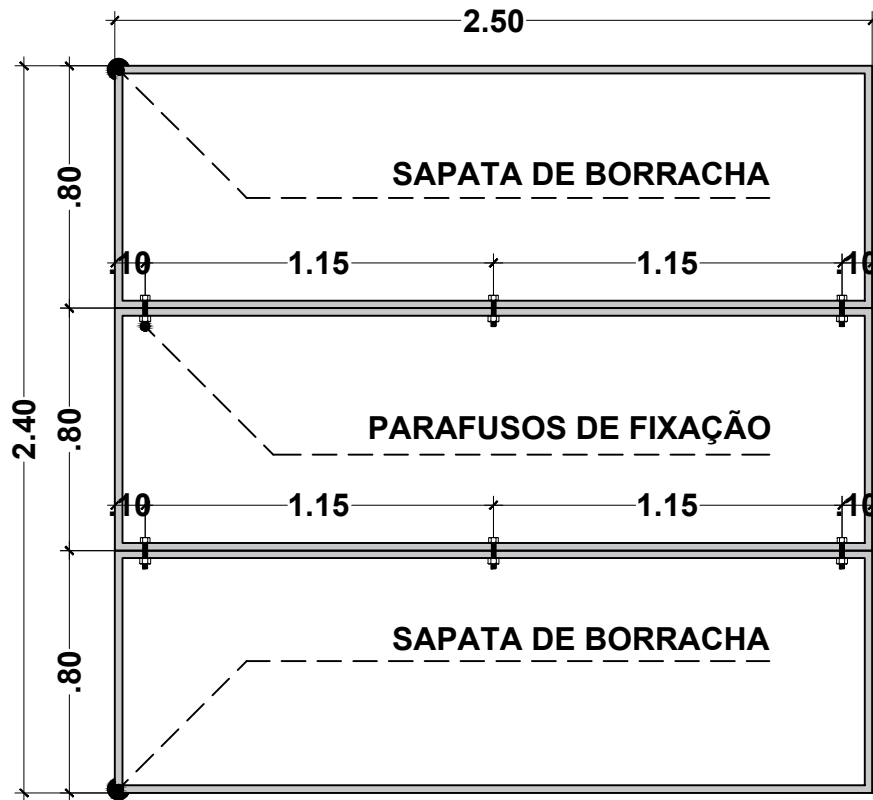 2.50
SAPATA DE BORRACHA
.80
.10 1.15 1.15 .10
PARAFUSOS DE FIXAÇÃO
2.40
.80
.10 1.15 1.15 .10
SAPATA DE BORRACHA
.80